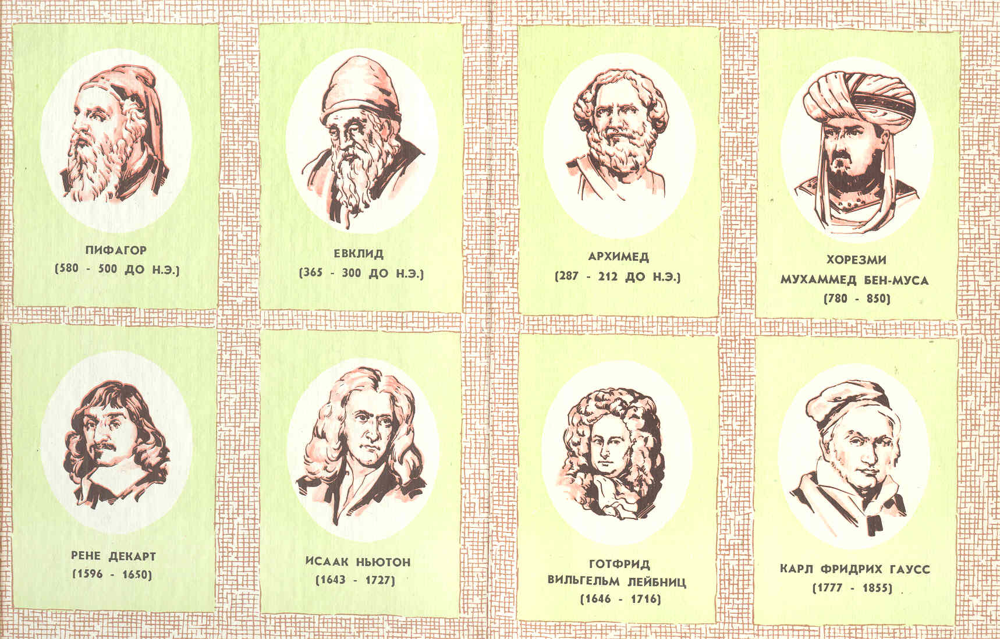 ПИФАГОР
(580 - 500 ДО Н.Э.)
ЕВКЛИД
(365 - 300 ДО Н.Э.)
АРХИМЕД
(287 - 212 ДО Н.Э.)
ХОРЕЗМИ
МУХАММЕД БЕН-МУСА
(780 - 850)
РЕНЕ ДЕКАРТ
(1596 - 1650)
ИСААК НЬЮТОН
(1643 - 1727)
ГОТФРИД
ВИЛЬГЕЛЬМ ЛЕЙБНИЦ
(1646 - 1716)
КАРЛ ФРИДРИХ ГАУСС
(1777 - 1855)